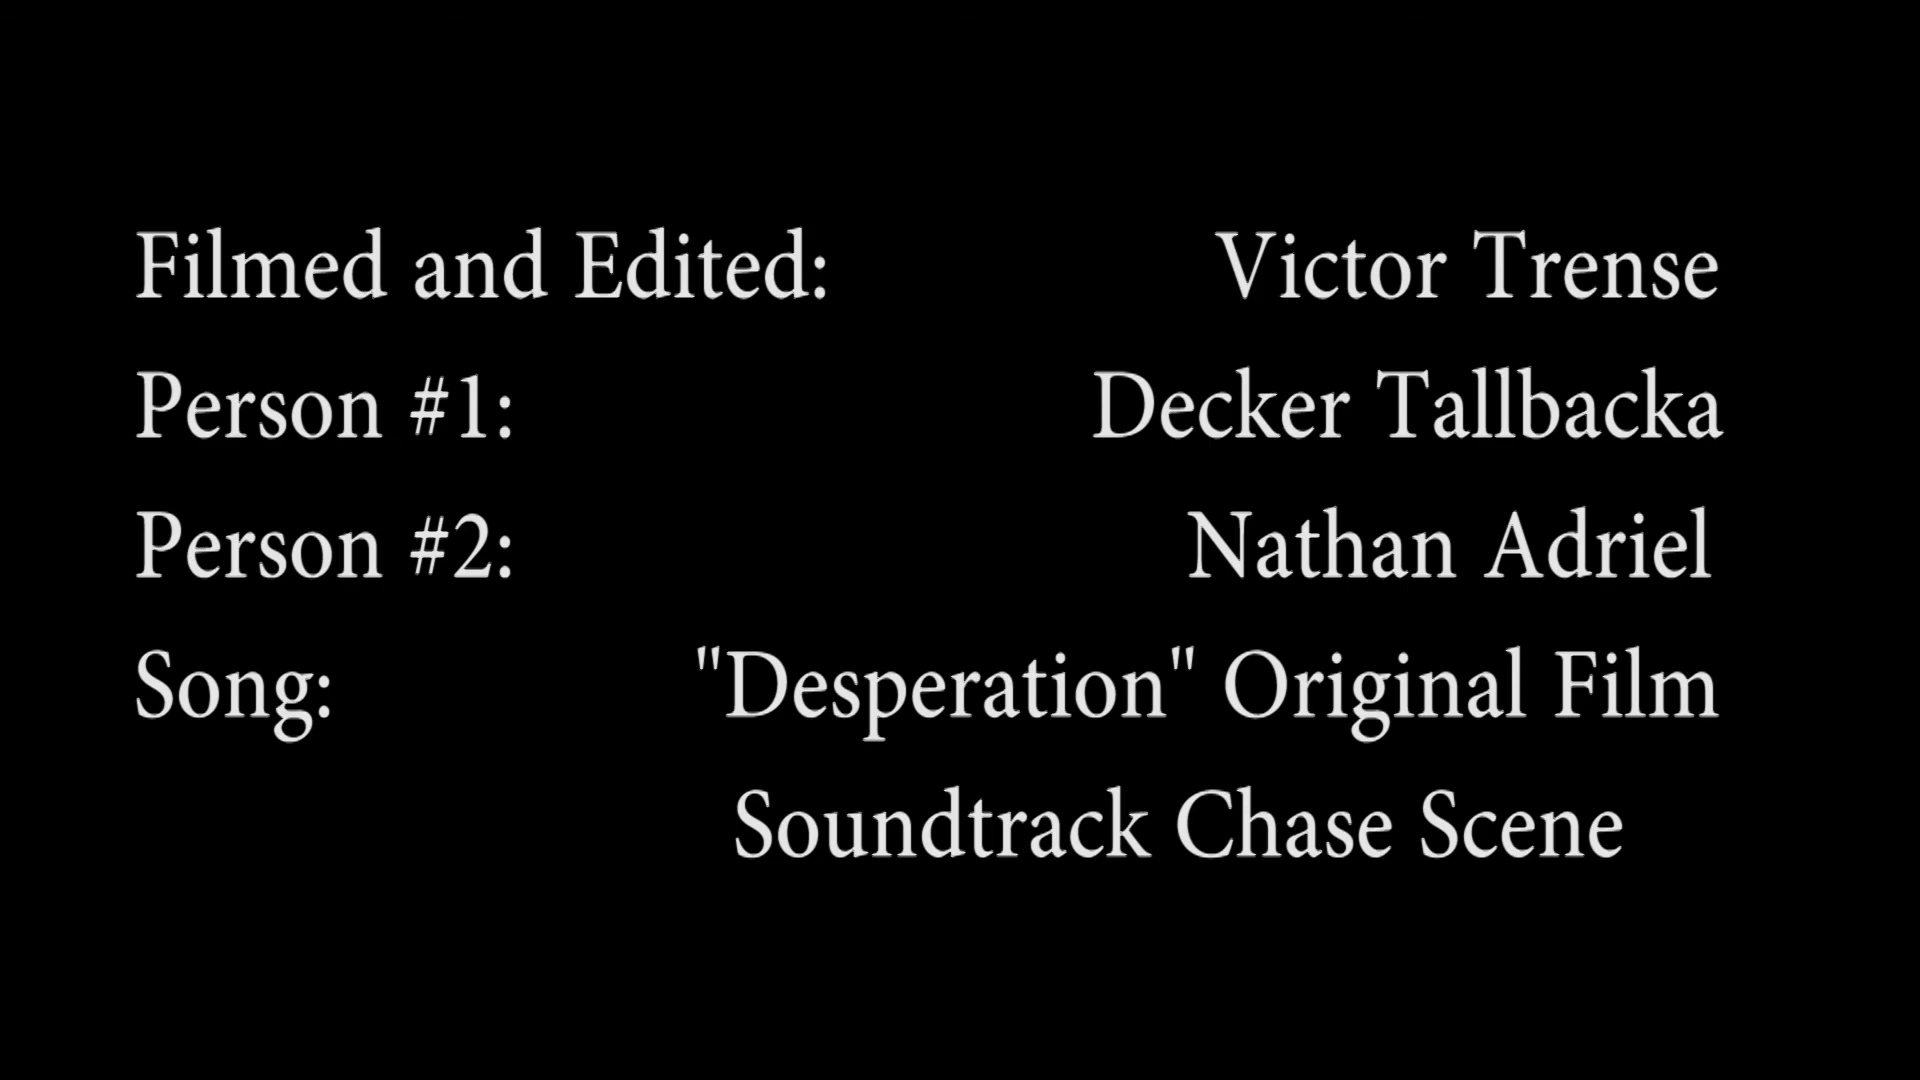 Filmed and Edited: Victor Trense
Person #1: Decker Tallbacka
Person #2: Nathan Adriel
Song: "Desperation" Original Film
Soundtrack Chase Scene